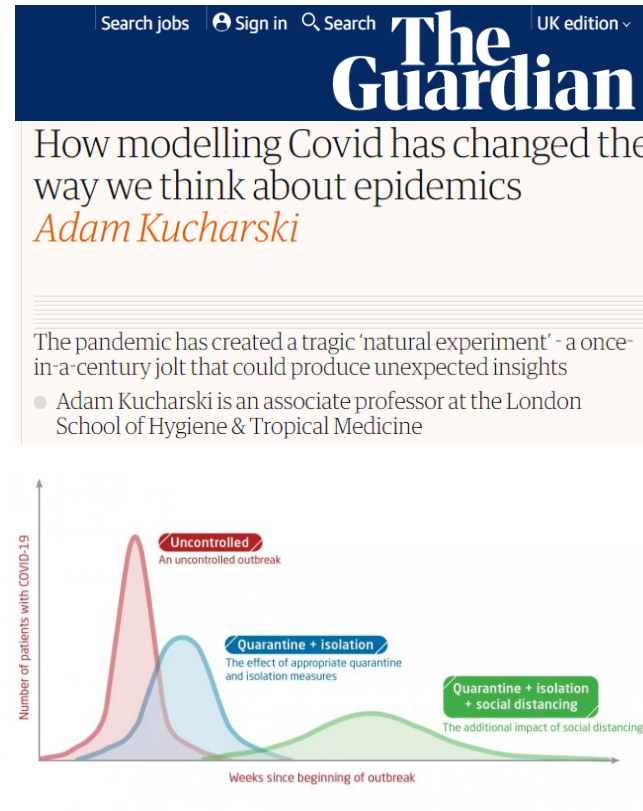 Search jobs Sign in Search The Guardian UK edition
How modelling Covid has changed the
way we think about epidemics
Adam Kucharski
The pandemic has created a tragic ‘natural experiment’ - a once-
in-a-century jolt that could produce unexpected insights
Adam Kucharski is an associate professor at the London
School of Hygiene & Tropical Medicine
Number of patients with COVID-19
Uncontrolled
An uncontrolled outbreak
Quarantine + isolation
The effect of appropriate quarantine
and isolation measures
Quarantine + isolation
+ social distancing
The additional impact of social distancing
Weeks since beginning of outbreak